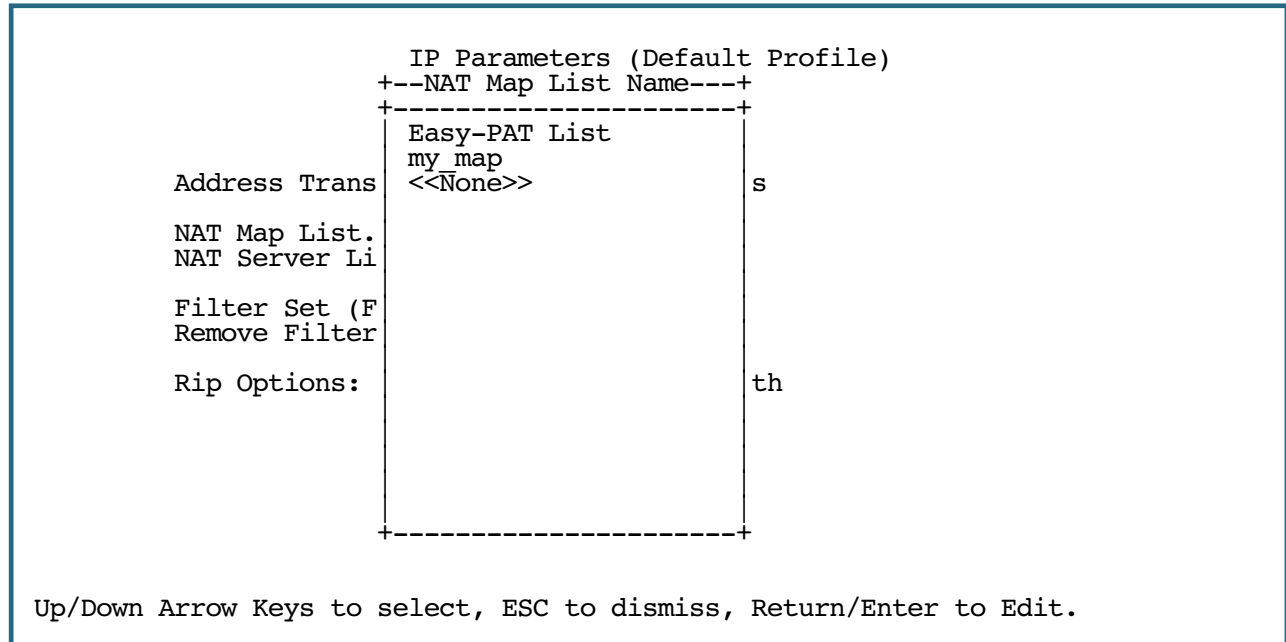 IP Parameters (Default Profile)
+--NAT Map List Name---+
+----------------------+
Easy-PAT List
my_map
Address Trans| <<None>> |s
NAT Map List.
NAT Server Li
Filter Set (F
Remove Filter
Rip Options: | |th
+----------------------+
Up/Down Arrow Keys to select, ESC to dismiss, Return/Enter to Edit.